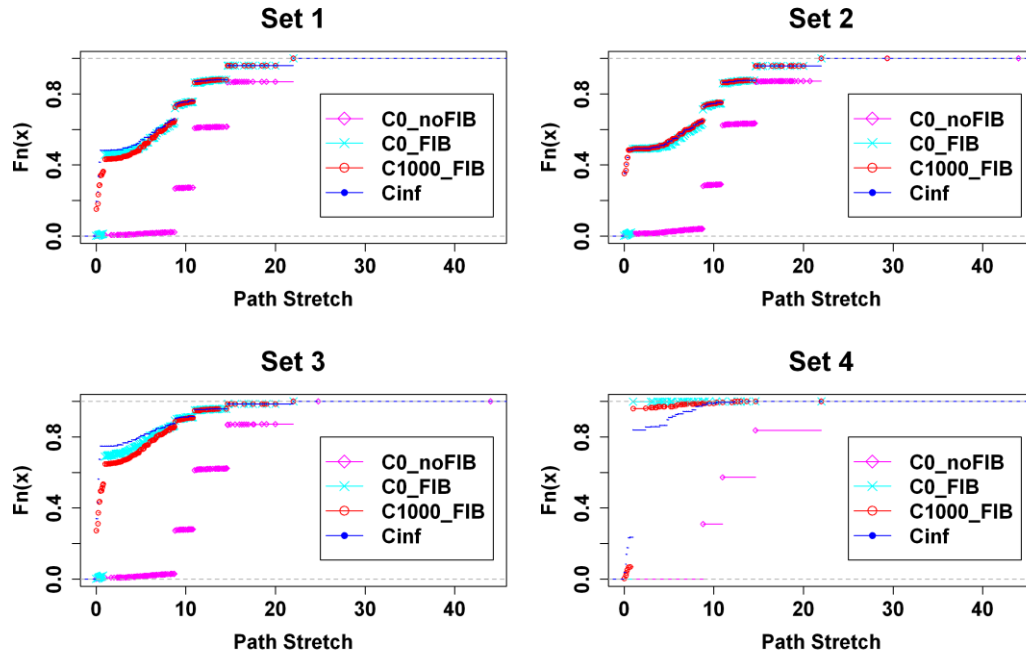 Set 1
Fn(x)
0.0 0.4 0.8
C0_noFIB
C0_FIB
C1000_FIB
Cinf
0 10 20 30 40
Path Stretch
Set 2
Fn(x)
0.0 0.4 0.8
C0_noFIB
C0_FIB
C1000_FIB
Cinf
0 10 20 30 40
Path Stretch
Set 3
Fn(x)
0.0 0.4 0.8
C0_noFIB
C0_FIB
C1000_FIB
Cinf
0 10 20 30 40
Path Stretch
Set 4
Fn(x)
0.0 0.4 0.8
C0_noFIB
C0_FIB
C1000_FIB
Cinf
0 10 20 30 40
Path Stretch